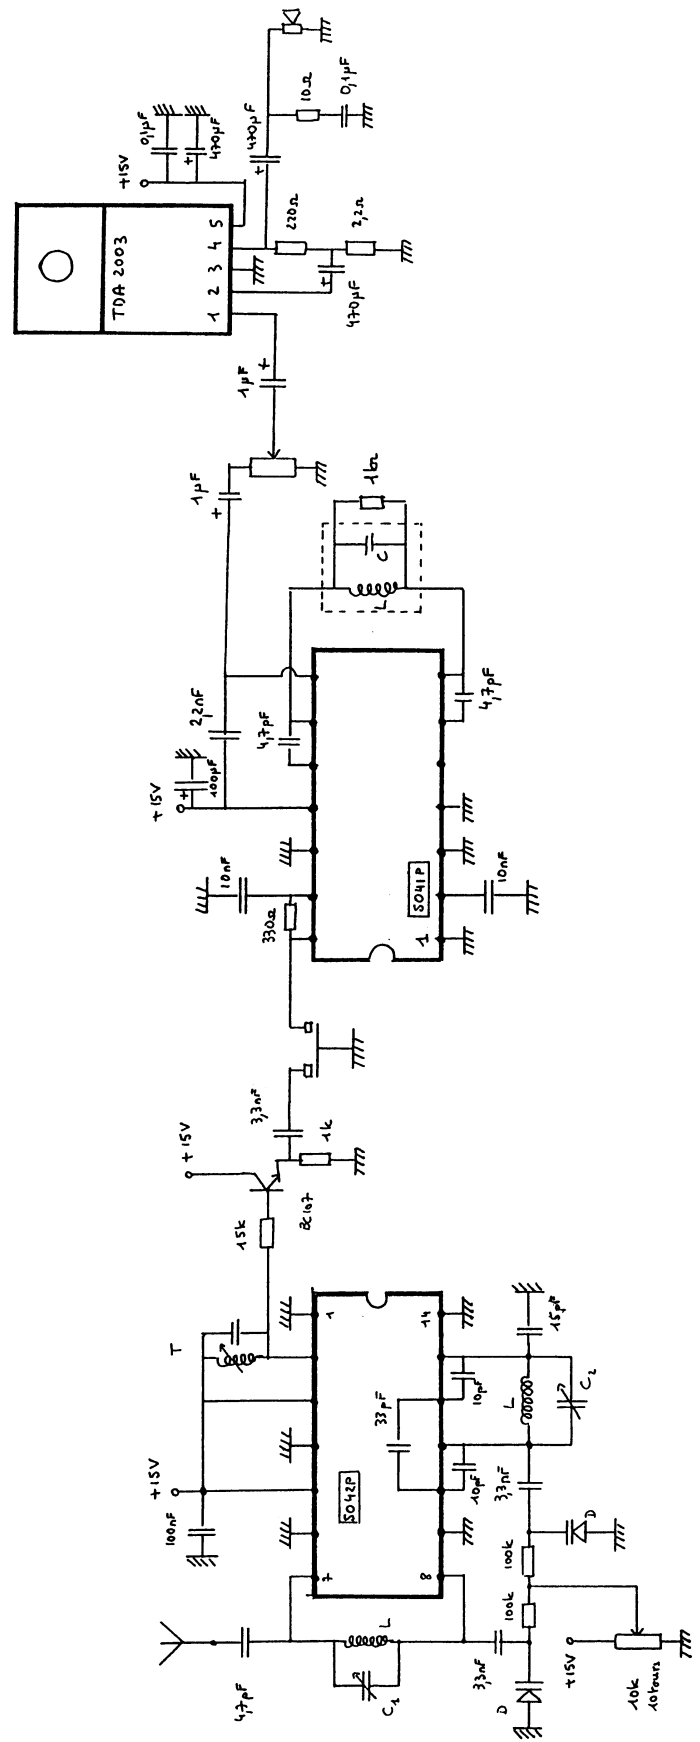 TDA 2003
1
2
3
4
5
+15V
0,1µF
470µF
470µF
10Ω
0,1µF
220Ω
2,2Ω
470µF
1µF
1µF
+15V
100µF
2,2nF
4,7pF
L
C
1kΩ
4,7pF
10nF
330Ω
SO41P
1
10nF
+15V
3,3nF
1k
15k
BC107
T
+15V
100nF
SO42P
1
14
7
8
33pF
10pF
10pF
15pF
L
C2
3,3nF
D
100k
100k
4,7pF
L
C1
3,3nF
D
+15V
10k
10tours